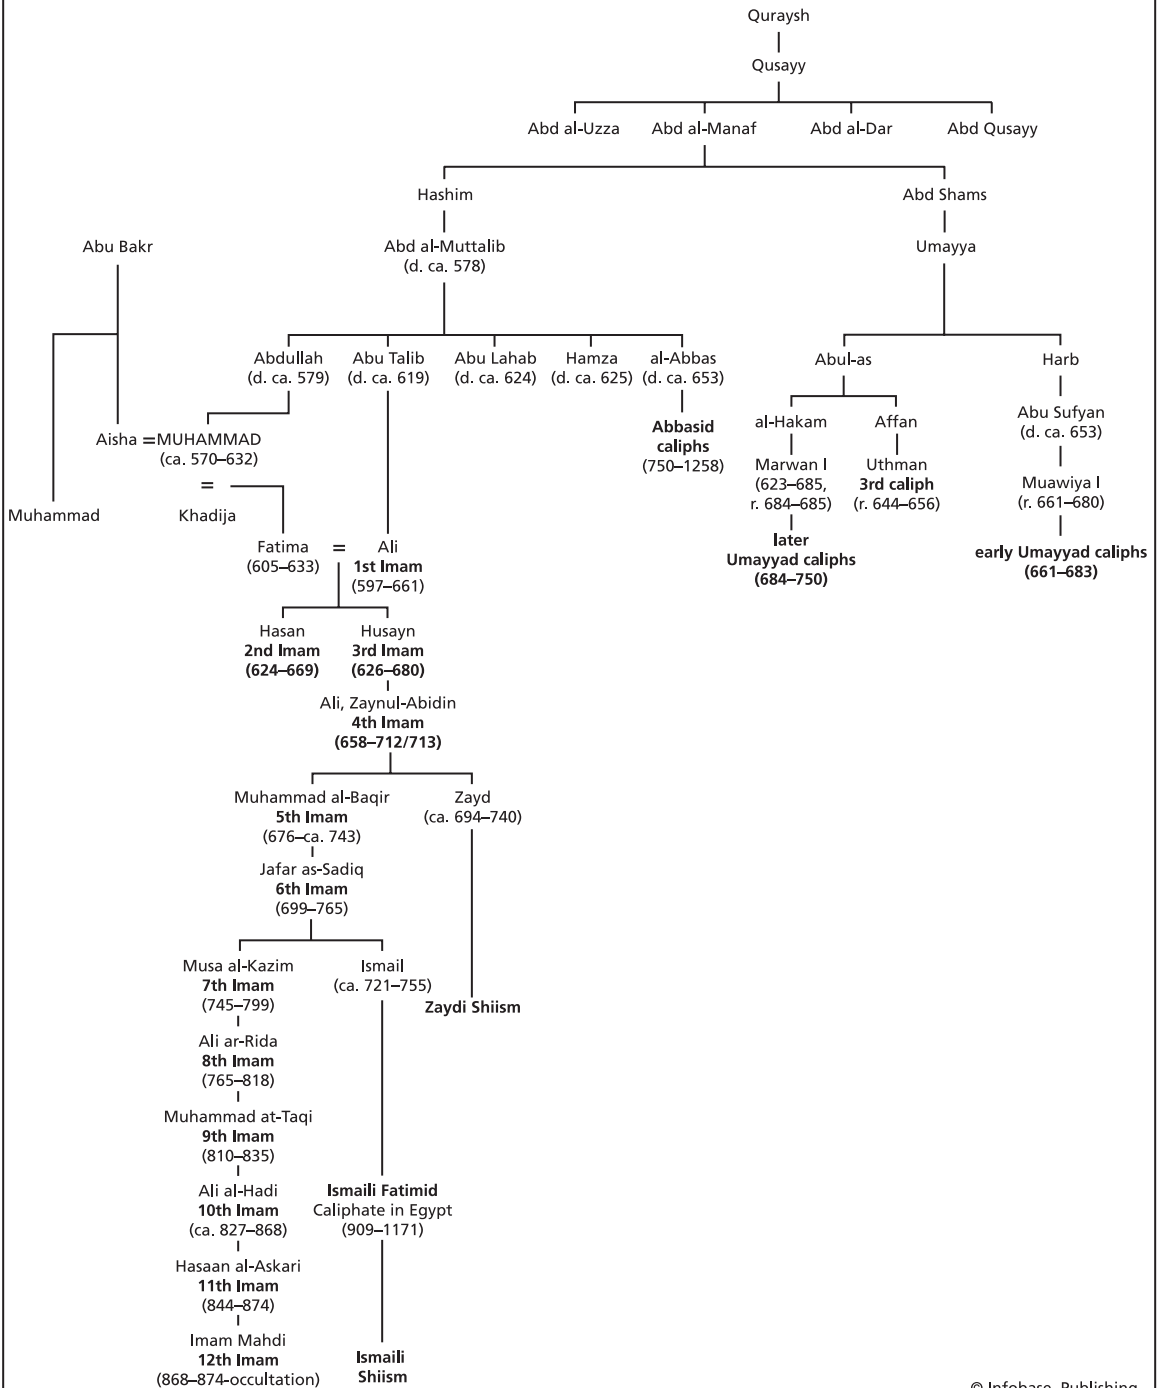 Quraysh
Qusayy
Abd al-Uzza
Abd al-Manaf
Abd al-Dar
Abd Qusayy
Hashim
Abd Shams
Abu Bakr
Abd al-Muttalib
(d. ca. 578)
Umayya
Abdullah
(d. ca. 579)
Abu Talib
(d. ca. 619)
Abu Lahab
(d. ca. 624)
Hamza
(d. ca. 625)
al-Abbas
(d. ca. 653)
Abul-as
Harb
Aisha = MUHAMMAD
(ca. 570–632)
Abbasid
caliphs
(750–1258)
al-Hakam
Affan
Abu Sufyan
(d. ca. 653)
Marwan I
(623–685,
r. 684–685)
Uthman
3rd caliph
(r. 644–656)
Muawiya I
(r. 661–680)
=
Muhammad
Khadija
later
Umayyad caliphs
(684–750)
early Umayyad caliphs
(661–683)
Fatima
(605–633)
=
Ali
1st Imam
(597–661)
Hasan
2nd Imam
(624–669)
Husayn
3rd Imam
(626–680)
Ali, Zaynul-Abidin
4th Imam
(658–712/713)
Muhammad al-Baqir
5th Imam
(676–ca. 743)
Zayd
(ca. 694–740)
Jafar as-Sadiq
6th Imam
(699–765)
Musa al-Kazim
7th Imam
(745–799)
Ismail
(ca. 721–755)
Zaydi Shiism
Ali ar-Rida
8th Imam
(765–818)
Muhammad at-Taqi
9th Imam
(810–835)
Ali al-Hadi
10th Imam
(ca. 827–868)
Ismaili Fatimid
Caliphate in Egypt
(909–1171)
Hasaan al-Askari
11th Imam
(844–874)
Imam Mahdi
12th Imam
(868–874-occultation)
Ismaili
Shiism
© Infobase Publishing